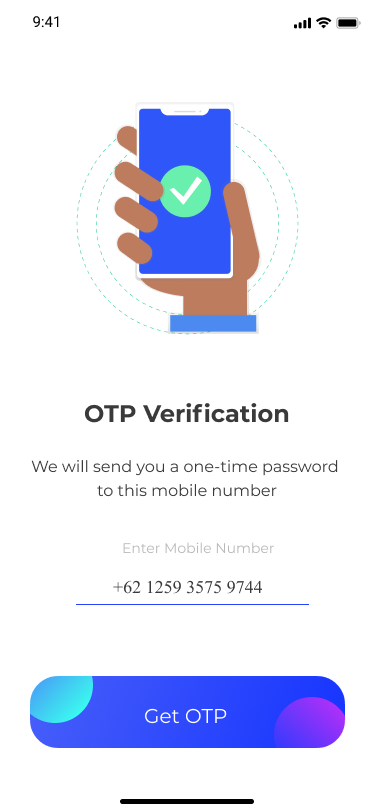 9:41
OTP Verification
We will send you a one-time password
to this mobile number
Enter Mobile Number
+62 1259 3575 9744
Get OTP